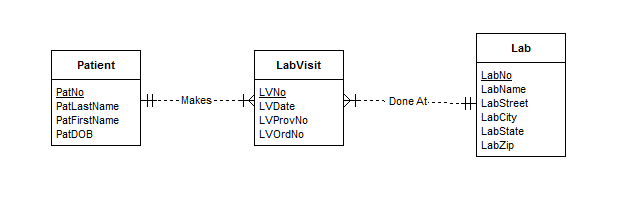 Patient
PatNo
PatLastName
PatFirstName
PatDOB
Makes
LabVisit
LVNo
LVDate
LVProvNo
LVOrdNo
Done At
Lab
LabNo
LabName
LabStreet
LabCity
LabState
LabZip